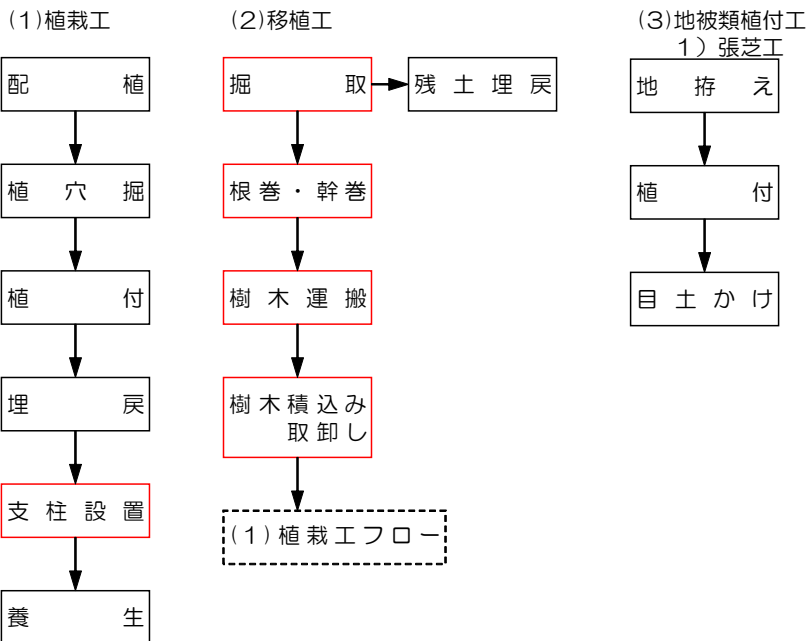 (1)植栽工
配植
植穴掘
植付
埋戻
支柱設置
養生
(2)移植工
掘取
残土埋戻
根巻・幹巻
樹木運搬
樹木積込み
取卸し
(1)植栽工フロー
(3)地被類植付工
1)張芝工
地拵え
植付
目土かけ